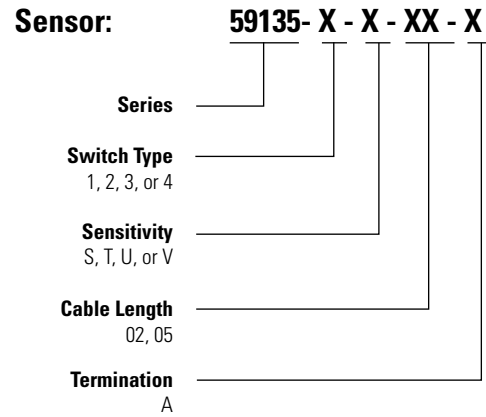 Sensor: 59135- X - X - XX - X
Series
Switch Type
1, 2, 3, or 4
Sensitivity
S, T, U, or V
Cable Length
02, 05
Termination
A